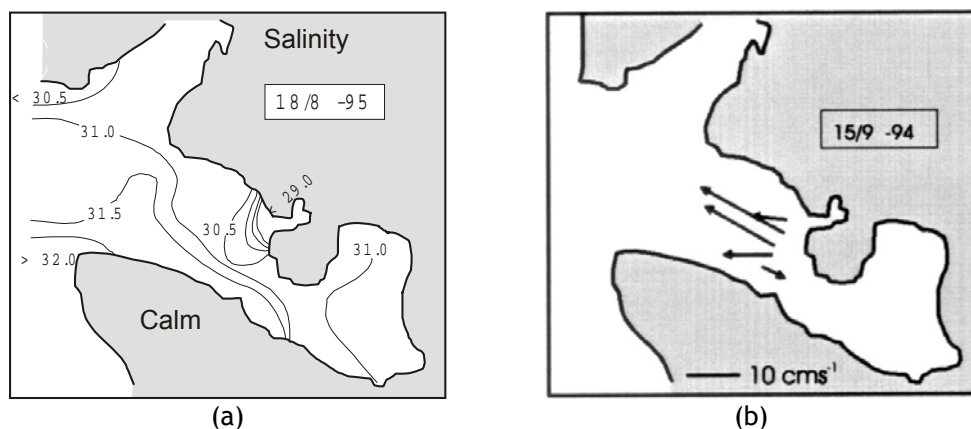 Salinity
18/8 -95
< 30.5
31.0
31.5
30.5
< 29.0
31.0
> 32.0
Calm
(a)
15/9 -94
10 cms⁻¹
(b)